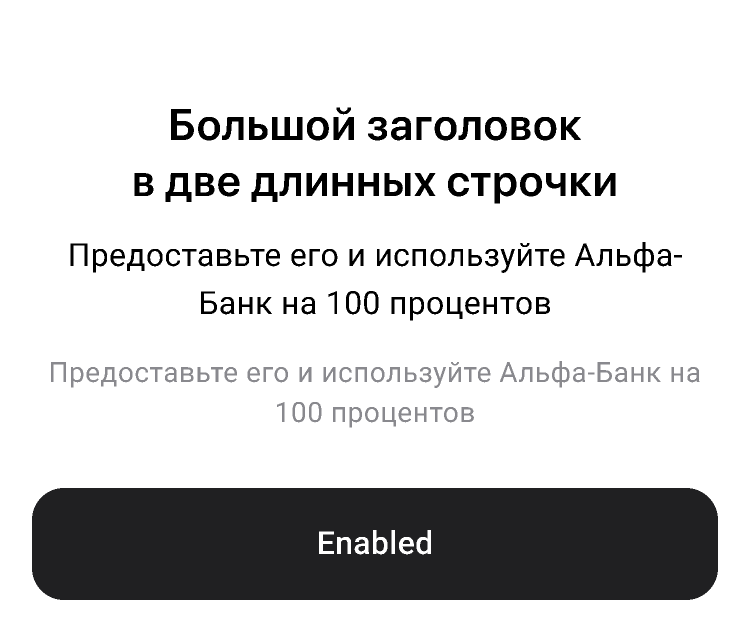 Большой заголовок
в две длинных строчки
Предоставьте его и используйте Альфа-
Банк на 100 процентов
Предоставьте его и используйте Альфа-Банк на
100 процентов
Enabled